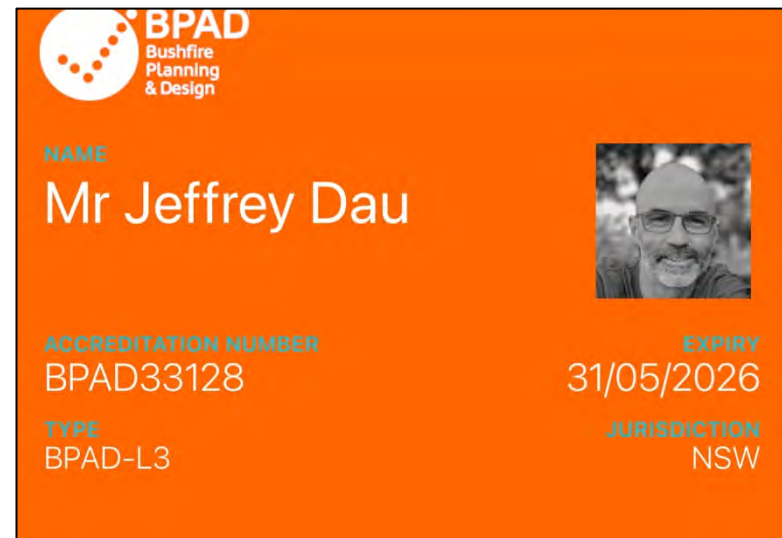 BPAD
Bushfire
Planning
& Design
NAME
Mr Jeffrey Dau
ACCREDITATION NUMBER
BPAD33128
EXPIRY
31/05/2026
TYPE
BPAD-L3
JURISDICTION
NSW